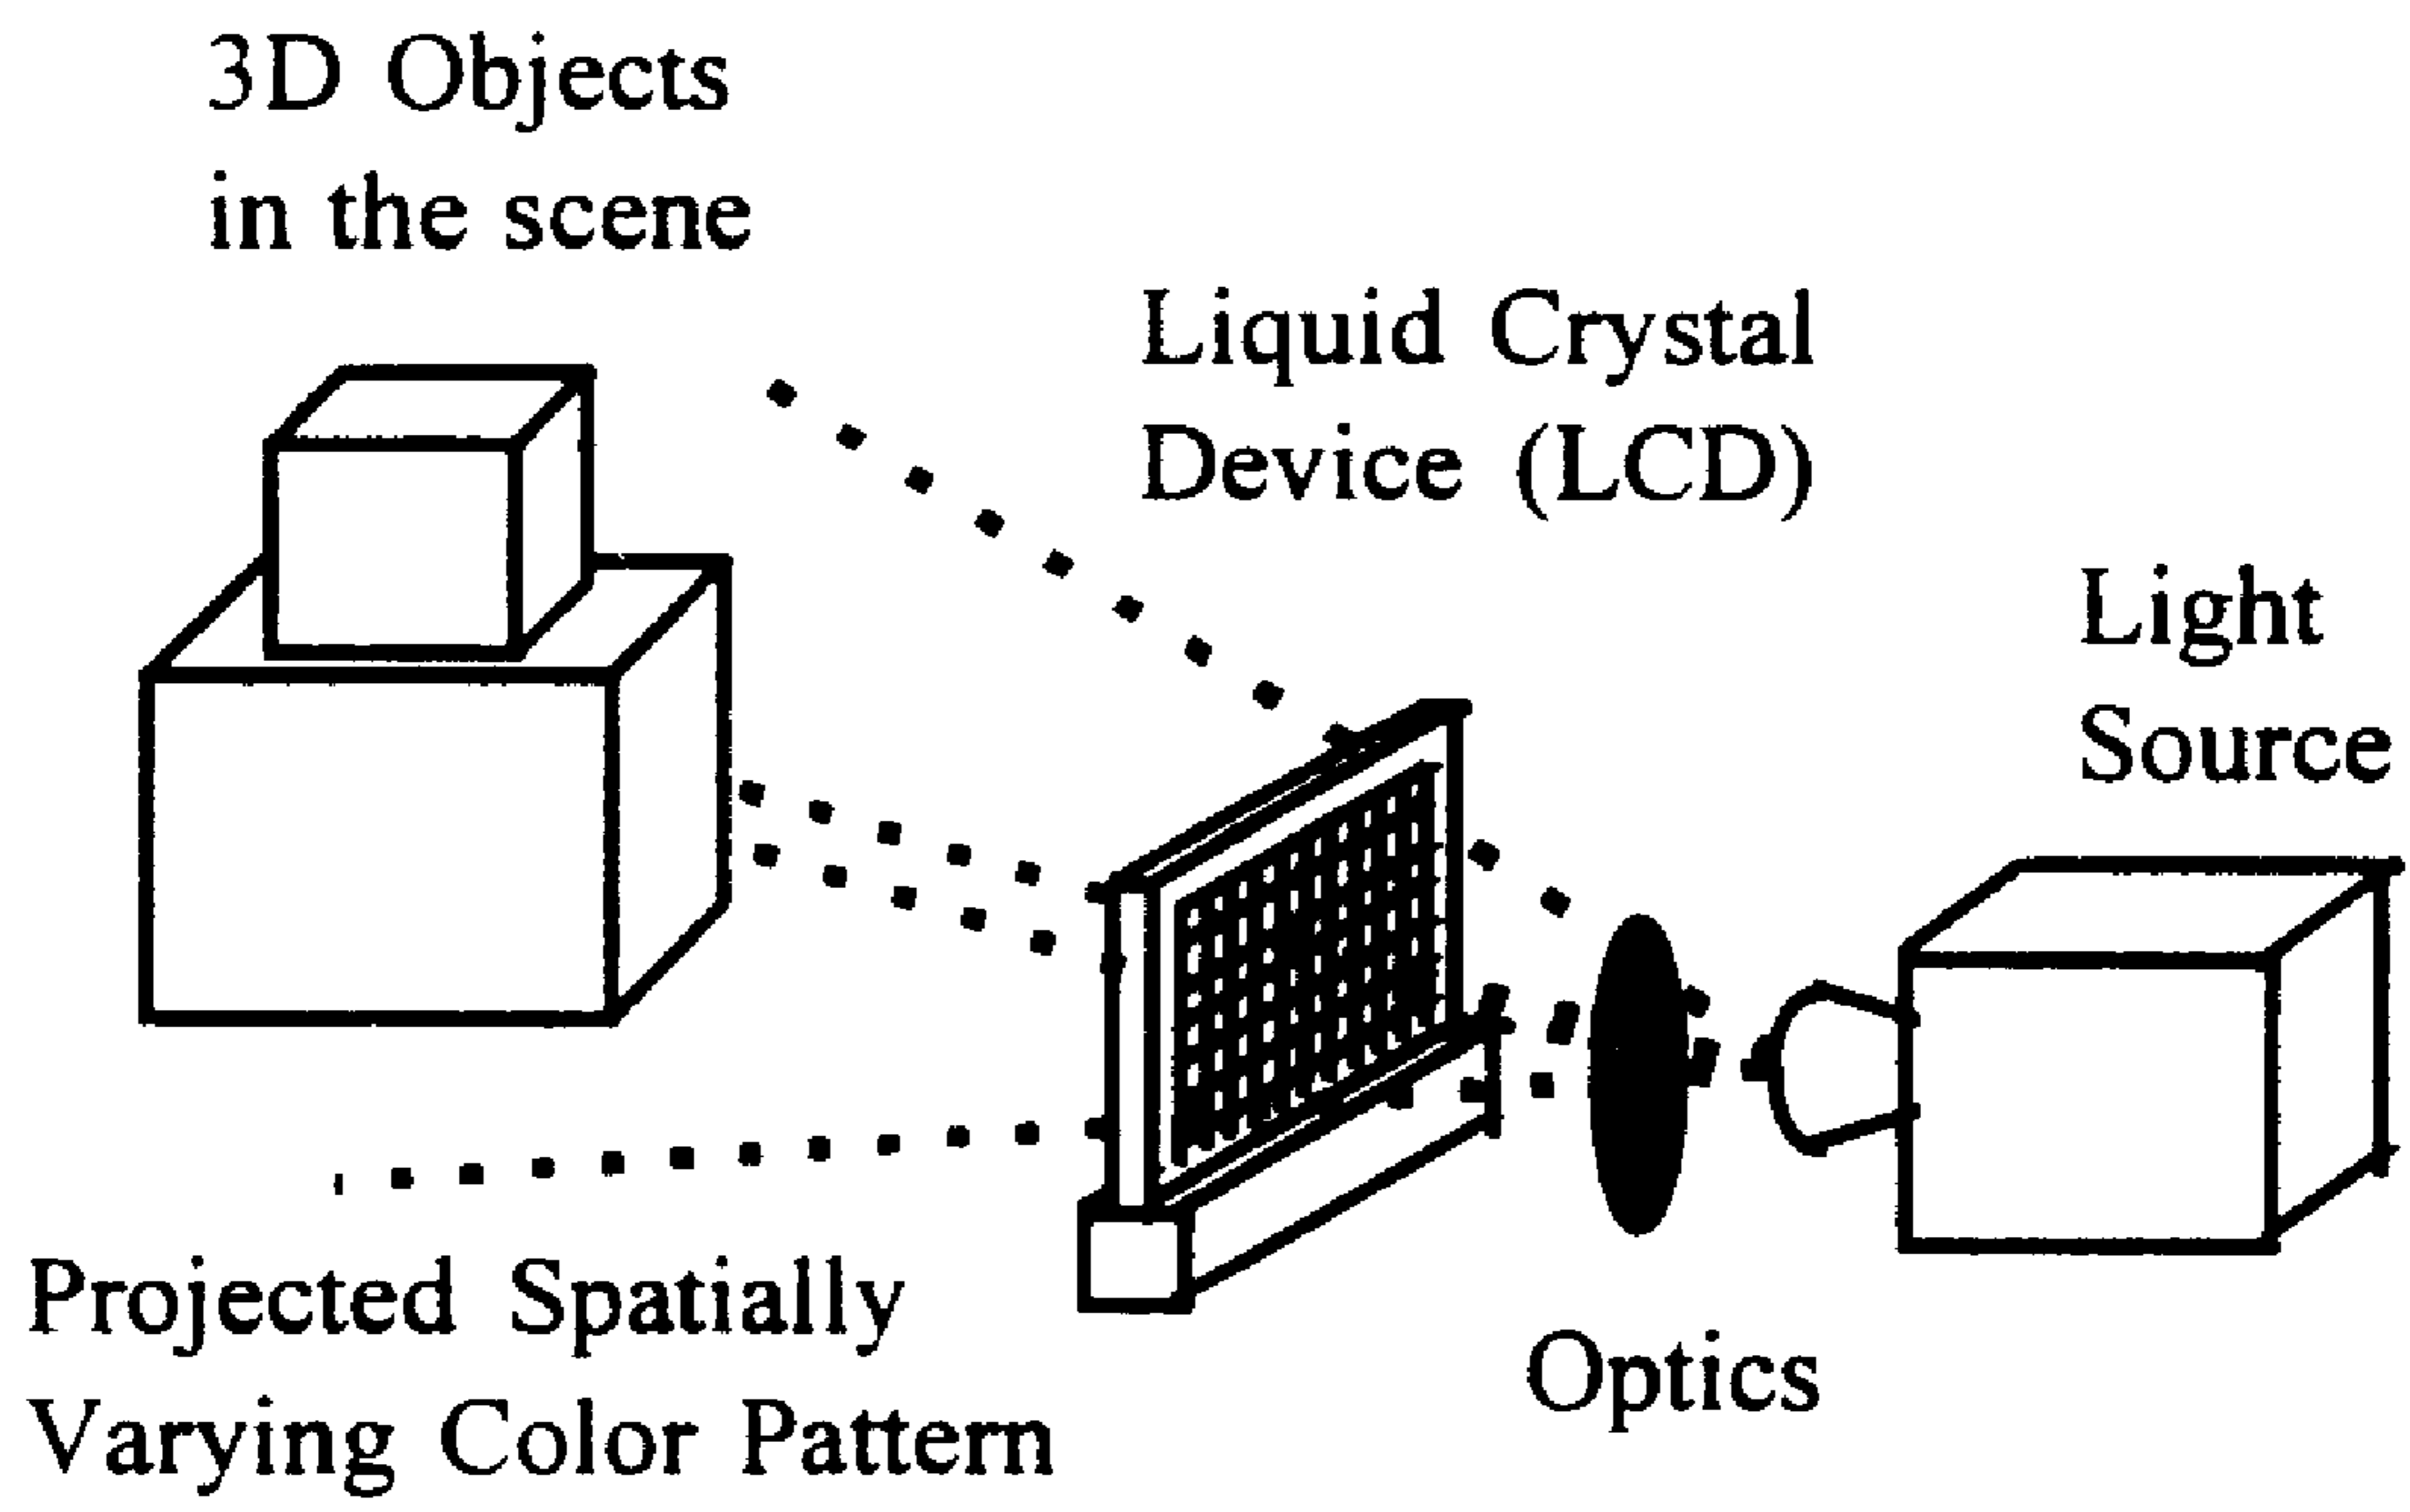 3D Objects
in the scene
Liquid Crystal
Device (LCD)
Light
Source
Projected Spatially
Varying Color Pattern
Optics